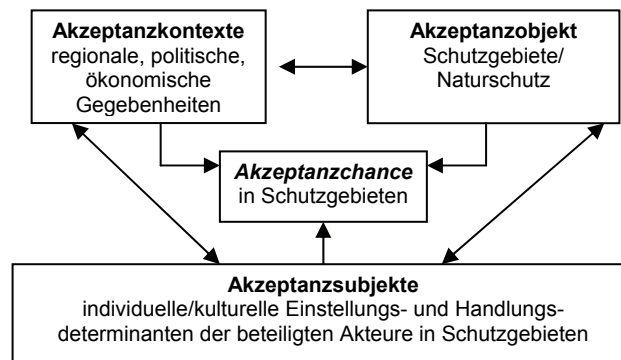 Akzeptanzkontexte
regionale, politische,
ökonomische
Gegebenheiten
Akzeptanzobjekt
Schutzgebiete/
Naturschutz
Akzeptanzchance
in Schutzgebieten
Akzeptanzsubjekte
individuelle/kulturelle Einstellungs- und Handlungs-
determinanten der beteiligten Akteure in Schutzgebieten